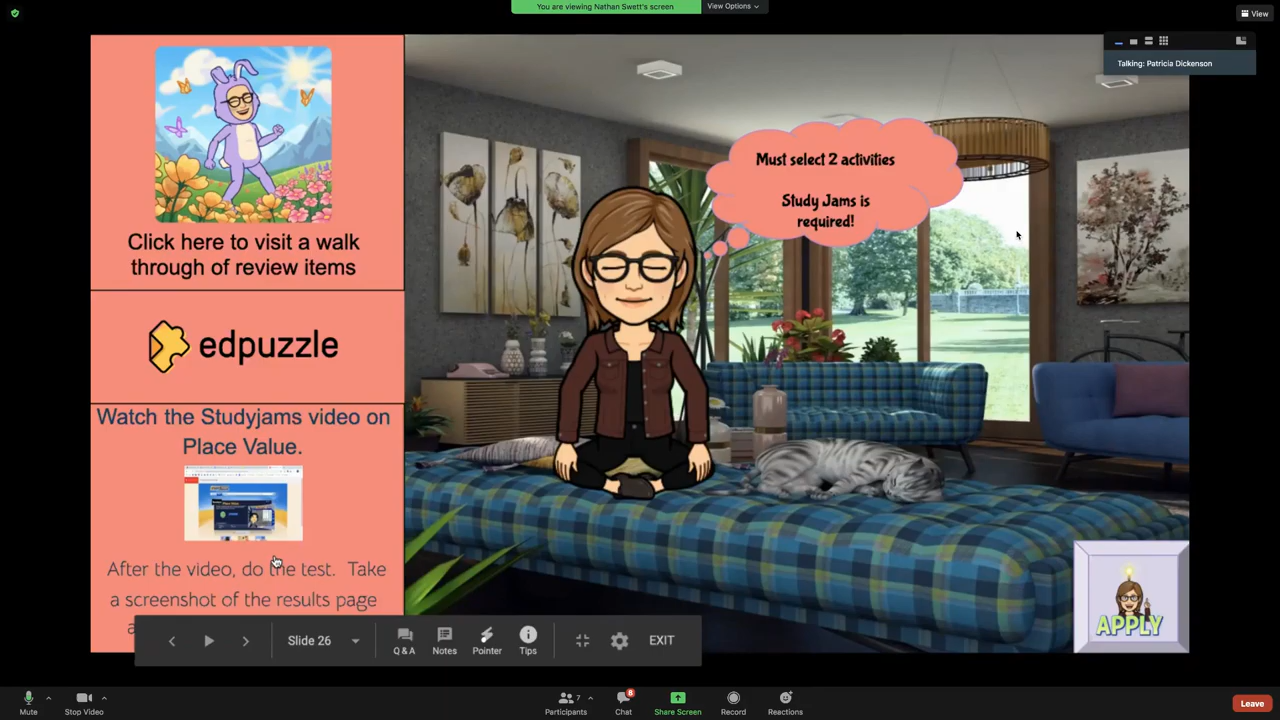 You are viewing Nathan Swett's screen
View Options
View
Talking: Patricia Dickenson
Must select 2 activities
Study Jams is
required!
Click here to visit a walk
through of review items
edpuzzle
Watch the Studyjams video on
Place Value.
After the video, do the test. Take
a screenshot of the results page
APPLY
Slide 26
Q & A
Notes
Pointer
Tips
EXIT
Mute
Stop Video
7
Participants
8
Chat
Share Screen
Record
Reactions
Leave